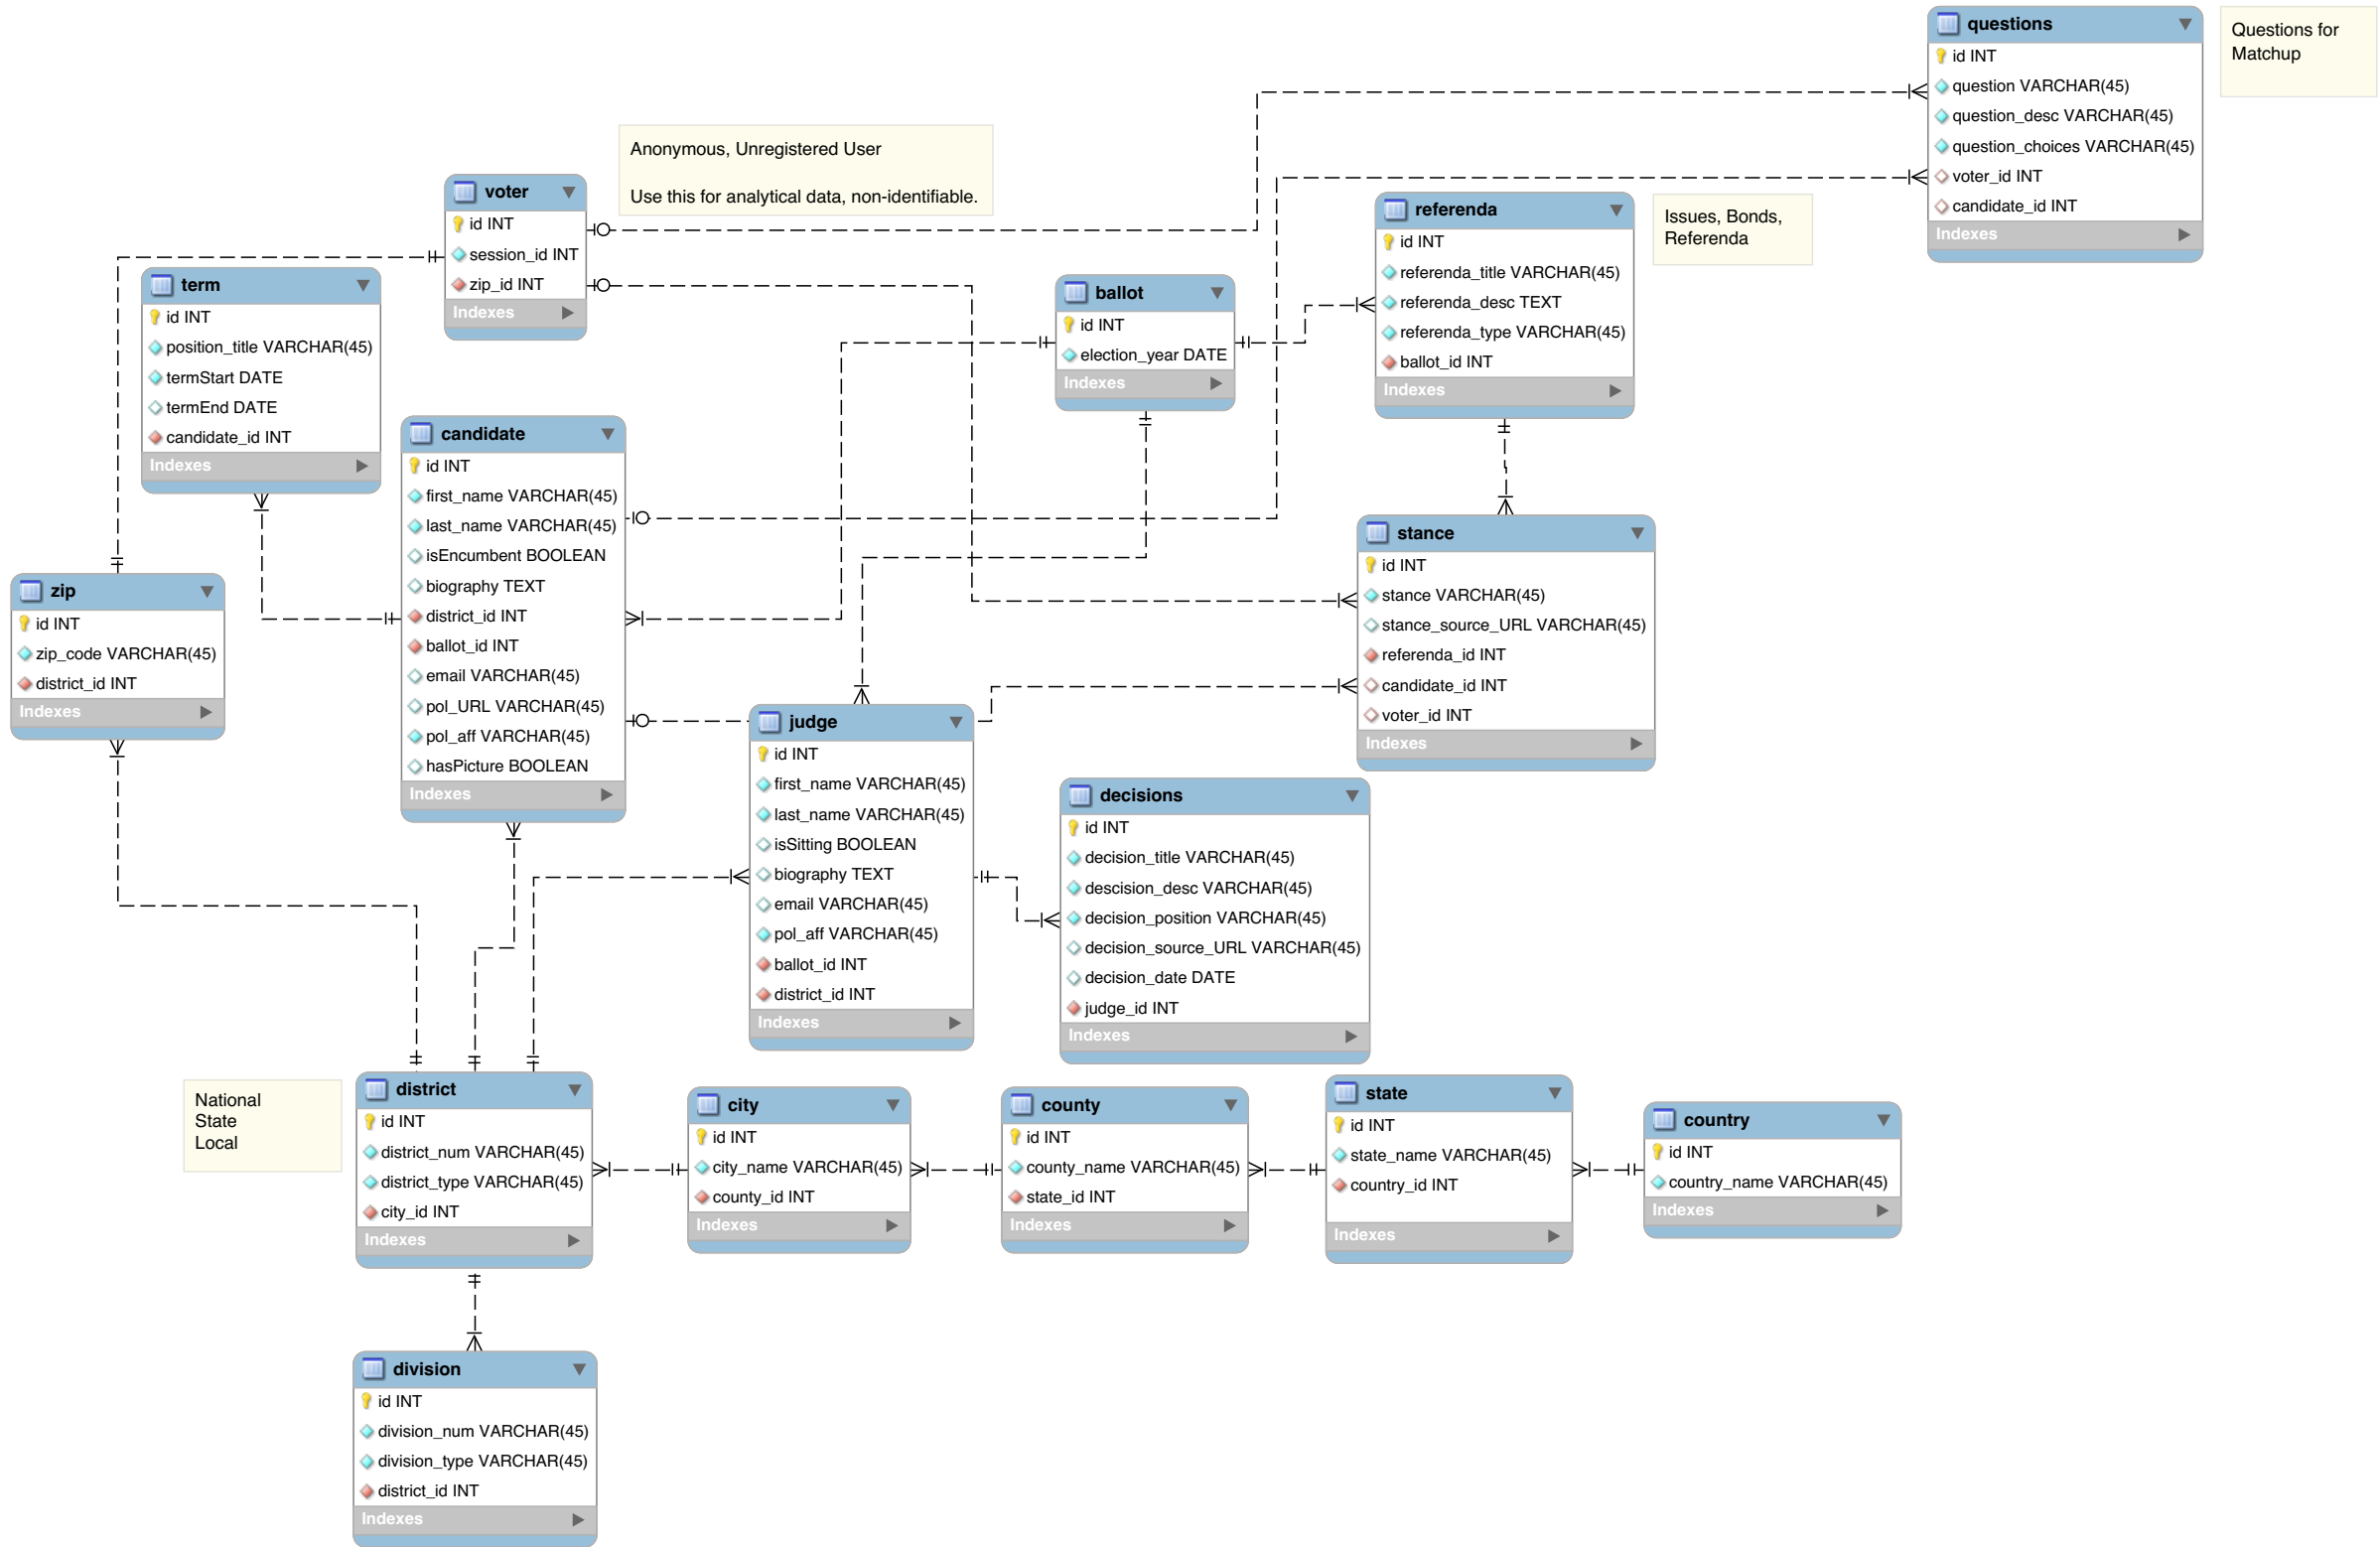 questions
id INT
question VARCHAR(45)
question_desc VARCHAR(45)
question_choices VARCHAR(45)
voter_id INT
candidate_id INT
Indexes
Questions for
Matchup
Anonymous, Unregistered User
Use this for analytical data, non-identifiable.
voter
id INT
session_id INT
zip_id INT
Indexes
referenda
id INT
referenda_title VARCHAR(45)
referenda_desc TEXT
referenda_type VARCHAR(45)
ballot_id INT
Indexes
Issues, Bonds,
Referenda
term
id INT
position_title VARCHAR(45)
termStart DATE
termEnd DATE
candidate_id INT
Indexes
ballot
id INT
election_year DATE
Indexes
candidate
id INT
first_name VARCHAR(45)
last_name VARCHAR(45)
isEncumbent BOOLEAN
biography TEXT
district_id INT
ballot_id INT
email VARCHAR(45)
pol_URL VARCHAR(45)
pol_aff VARCHAR(45)
hasPicture BOOLEAN
Indexes
stance
id INT
stance VARCHAR(45)
stance_source_URL VARCHAR(45)
referenda_id INT
candidate_id INT
voter_id INT
Indexes
zip
id INT
zip_code VARCHAR(45)
district_id INT
Indexes
judge
id INT
first_name VARCHAR(45)
last_name VARCHAR(45)
isSitting BOOLEAN
biography TEXT
email VARCHAR(45)
pol_aff VARCHAR(45)
ballot_id INT
district_id INT
Indexes
decisions
id INT
decision_title VARCHAR(45)
descision_desc VARCHAR(45)
decision_position VARCHAR(45)
decision_source_URL VARCHAR(45)
decision_date DATE
judge_id INT
Indexes
National
State
Local
district
id INT
district_num VARCHAR(45)
district_type VARCHAR(45)
city_id INT
Indexes
city
id INT
city_name VARCHAR(45)
county_id INT
Indexes
county
id INT
county_name VARCHAR(45)
state_id INT
Indexes
state
id INT
state_name VARCHAR(45)
country_id INT
Indexes
country
id INT
country_name VARCHAR(45)
Indexes
division
id INT
division_num VARCHAR(45)
division_type VARCHAR(45)
district_id INT
Indexes